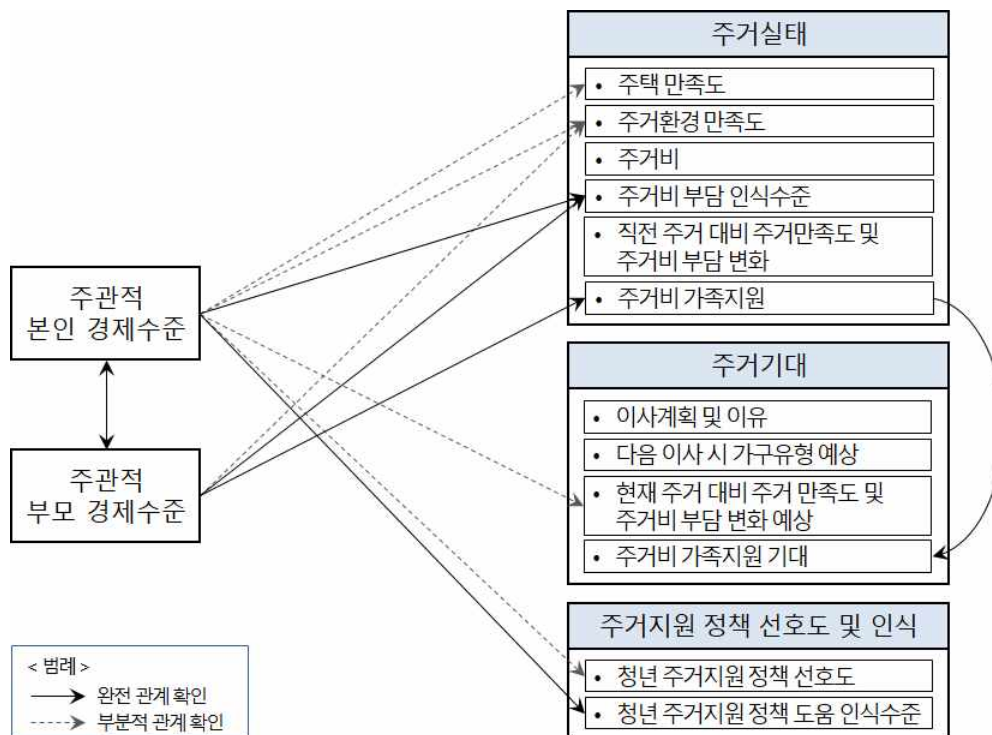 주거실태
• 주택 만족도
• 주거환경 만족도
• 주거비
• 주거비 부담 인식수준
• 직전 주거 대비 주거만족도 및
주거비 부담 변화
• 주거비 가족지원
주관적
본인 경제수준
주관적
부모 경제수준
주거기대
• 이사계획 및 이유
• 다음 이사 시 가구유형 예상
• 현재 주거 대비 주거 만족도 및
주거비 부담 변화 예상
• 주거비 가족지원 기대
주거지원 정책 선호도 및 인식
• 청년 주거지원 정책 선호도
• 청년 주거지원 정책 도움 인식수준
< 범례 >
완전 관계 확인
부분적 관계 확인